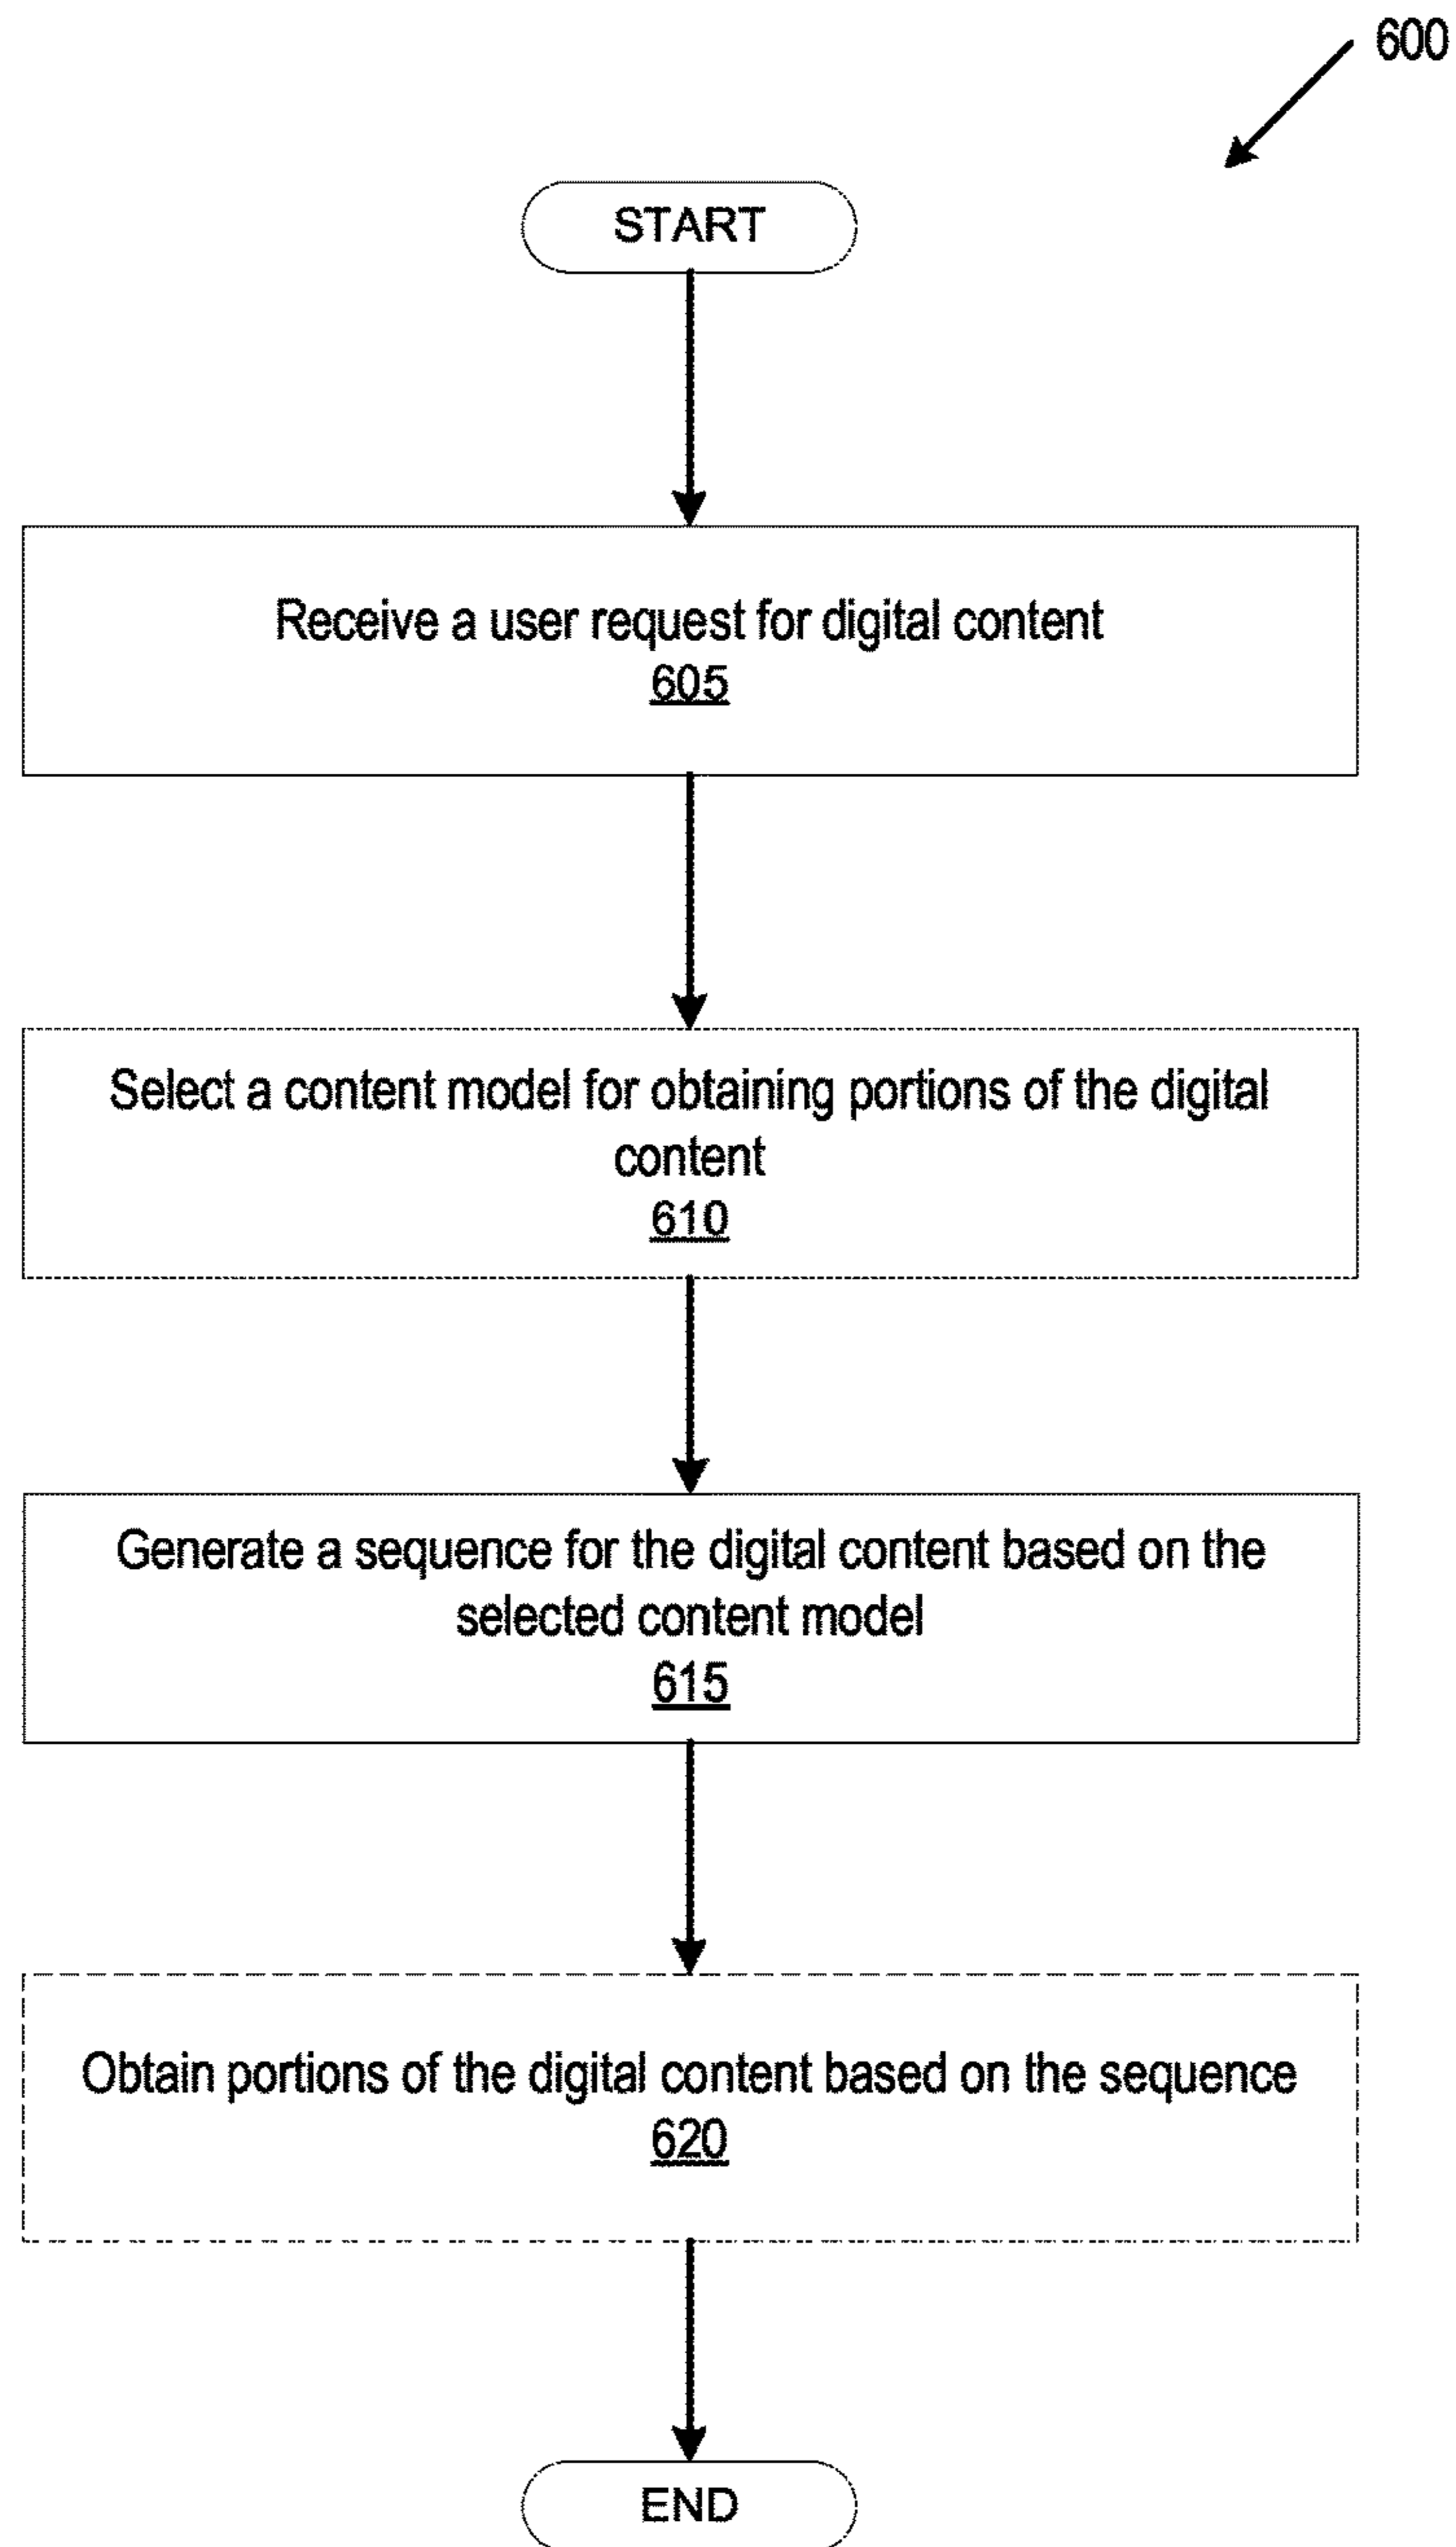 600
START
Receive a user request for digital content
605
Select a content model for obtaining portions of the digital
content
610
Generate a sequence for the digital content based on the
selected content model
615
Obtain portions of the digital content based on the sequence
620
END